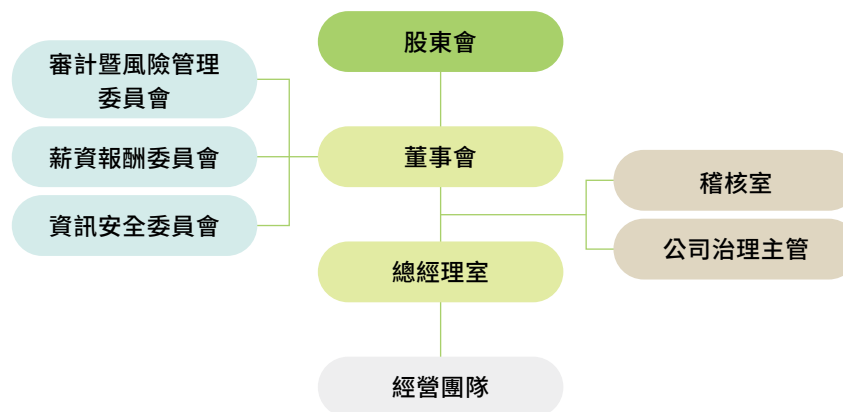 股東會
審計暨風險管理
委員會
薪資報酬委員會
董事會
稽核室
資訊安全委員會
公司治理主管
總經理室
經營團隊